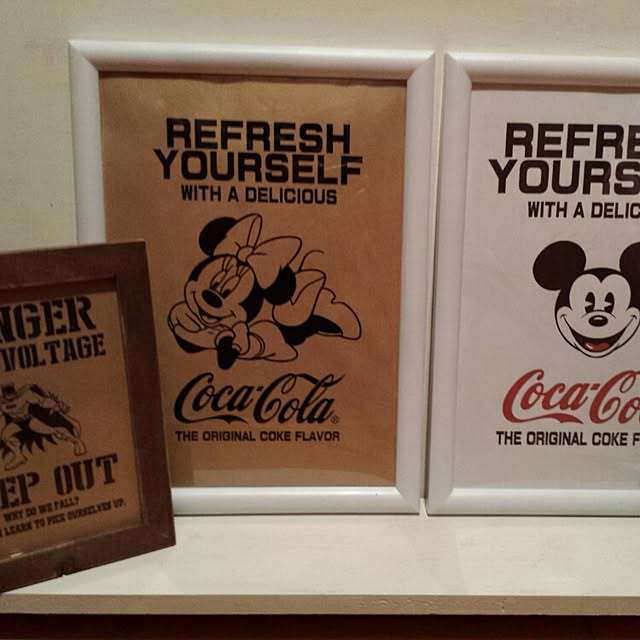 NGER
VOLTAGE
EP OUT
WHY DO WE FALL?
LEARN TO PICK OURSELVES UP.
REFRESH
YOURSELF
WITH A DELICIOUS
Coca-Cola®
THE ORIGINAL COKE FLAVOR
REFRE
YOURS
WITH A DELIC
Coca-Co
THE ORIGINAL COKE F